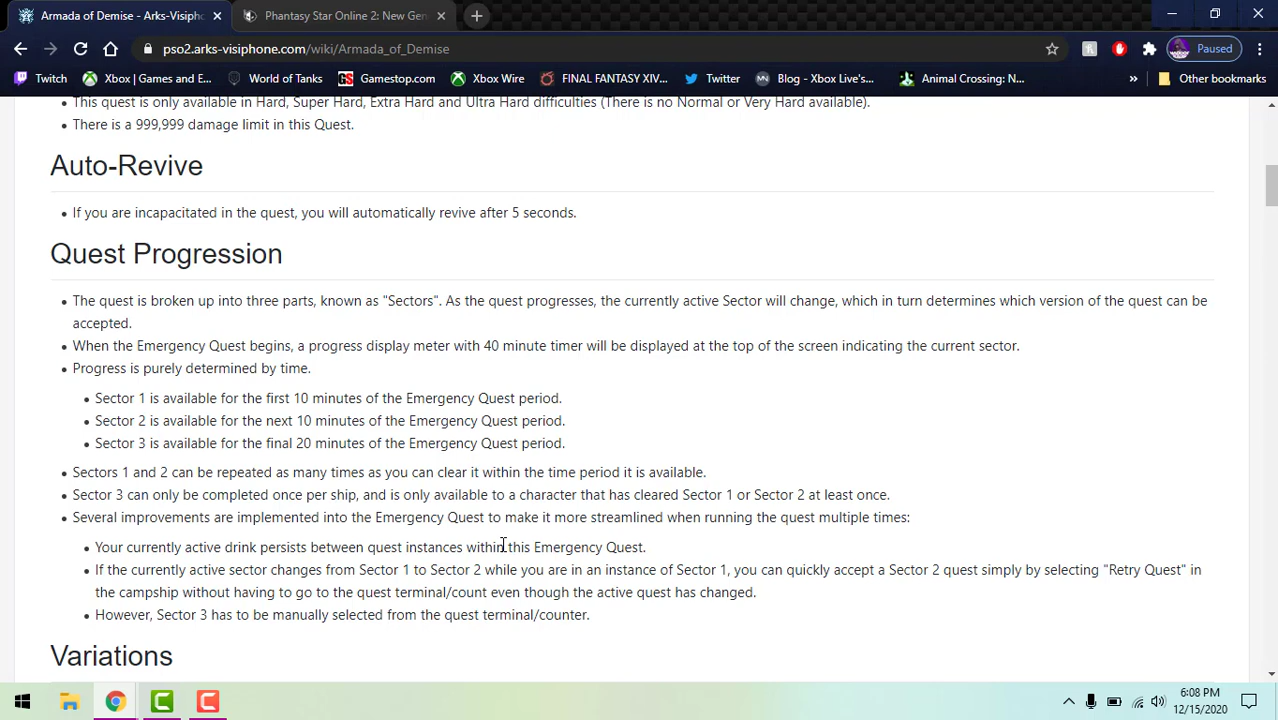 Armada of Demise - Arks-Visiph
Phantasy Star Online 2: New Gen
pso2.arks-visiphone.com/wiki/Armada_of_Demise
Paused
Twitch
Xbox | Games and E...
World of Tanks
Gamestop.com
Xbox Wire
FINAL FANTASY XIV...
Twitter
Blog - Xbox Live's...
Animal Crossing: N...
»
Other bookmarks
• This quest is only available in Hard, Super Hard, Extra Hard and Ultra Hard difficulties (There is no Normal or Very Hard available).
• There is a 999,999 damage limit in this Quest.
Auto-Revive
• If you are incapacitated in the quest, you will automatically revive after 5 seconds.
Quest Progression
• The quest is broken up into three parts, known as "Sectors". As the quest progresses, the currently active Sector will change, which in turn determines which version of the quest can be
accepted.
• When the Emergency Quest begins, a progress display meter with 40 minute timer will be displayed at the top of the screen indicating the current sector.
• Progress is purely determined by time.
• Sector 1 is available for the first 10 minutes of the Emergency Quest period.
• Sector 2 is available for the next 10 minutes of the Emergency Quest period.
• Sector 3 is available for the final 20 minutes of the Emergency Quest period.
• Sectors 1 and 2 can be repeated as many times as you can clear it within the time period it is available.
• Sector 3 can only be completed once per ship, and is only available to a character that has cleared Sector 1 or Sector 2 at least once.
• Several improvements are implemented into the Emergency Quest to make it more streamlined when running the quest multiple times:
• Your currently active drink persists between quest instances within this Emergency Quest.
• If the currently active sector changes from Sector 1 to Sector 2 while you are in an instance of Sector 1, you can quickly accept a Sector 2 quest simply by selecting "Retry Quest" in
the campship without having to go to the quest terminal/count even though the active quest has changed.
• However, Sector 3 has to be manually selected from the quest terminal/counter.
Variations
6:08 PM
12/15/2020